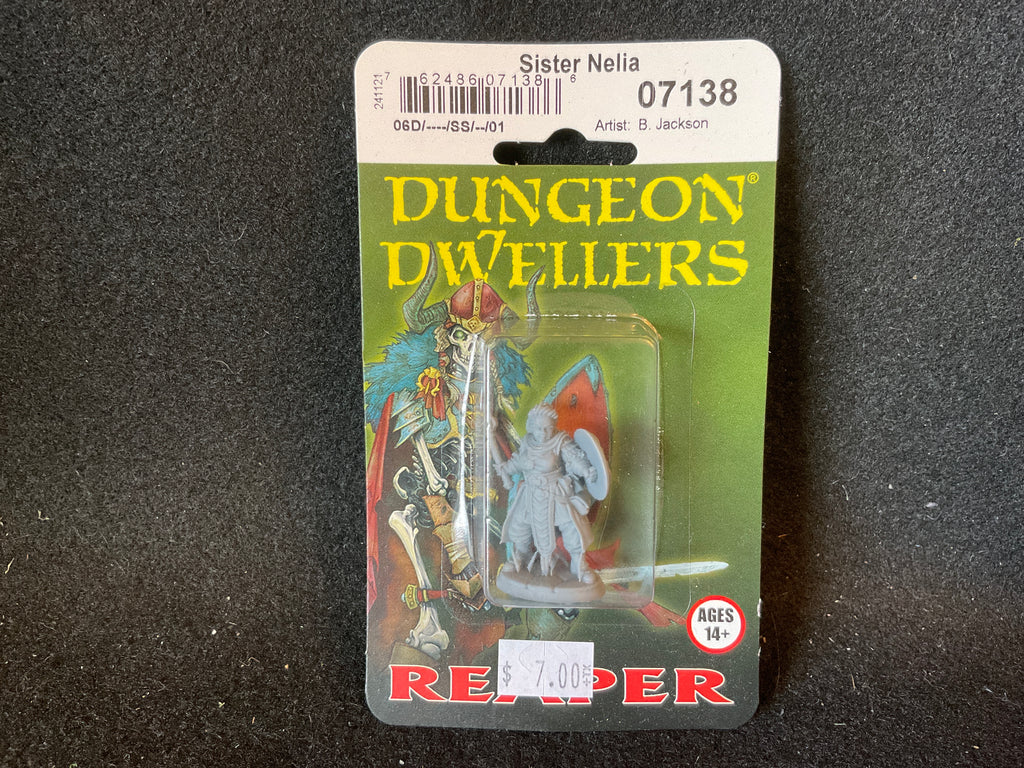 Sister Nelia
241121
7 62486 07138 6
07138
06D/----/SS/--/01
Artist: B. Jackson
DUNGEON®
DWELLERS
AGES
14+
$ 7.00 +TX
REAPER